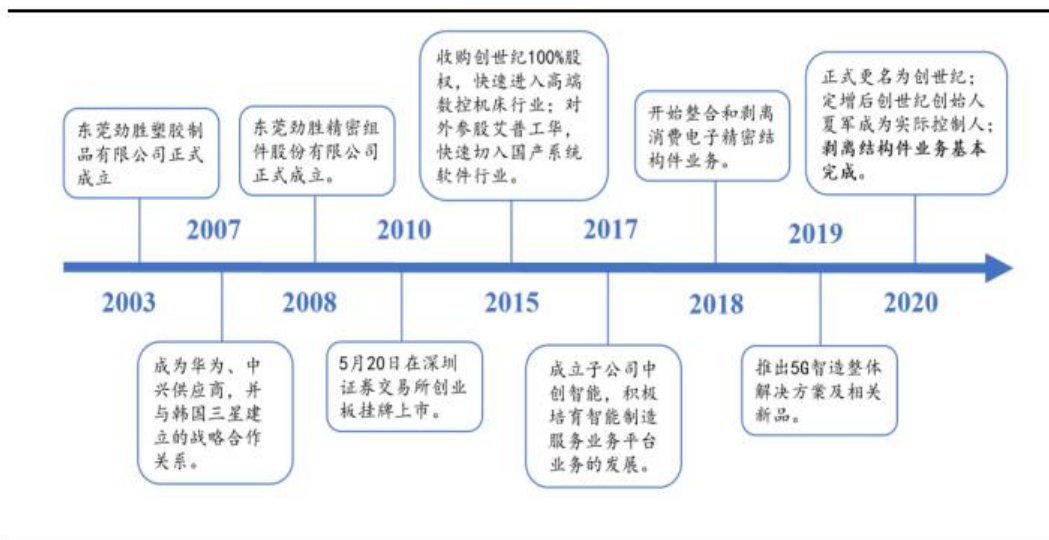 东莞劲胜塑胶制
品有限公司正式
成立
东莞劲胜精密组
件股份有限公司
正式成立。
收购创世纪100%股
权，快速进入高端
数控机床行业；对
外参股艾普工华，
快速切入国产系统
软件行业。
开始整合和剥离
消费电子精密结
构件业务。
正式更名为创世纪；
定增后创世纪创始人
夏军成为实际控制人；
剥离结构件业务基本
完成。
2007
2010
2017
2019
2003
2008
2015
2018
2020
成为华为、中
兴供应商，并
与韩国三星建
立的战略合作
关系。
5月20日在深圳
证券交易所创业
板挂牌上市。
成立子公司中
创智能，积极
培育智能制造
服务业务平台
业务的发展。
推出5G智造整体
解决方案及相关
新品。